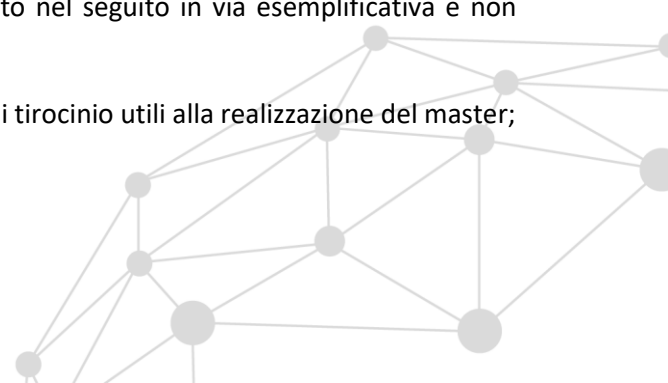 to nel seguito in via esemplificativa e non
i tirocinio utili alla realizzazione del master;